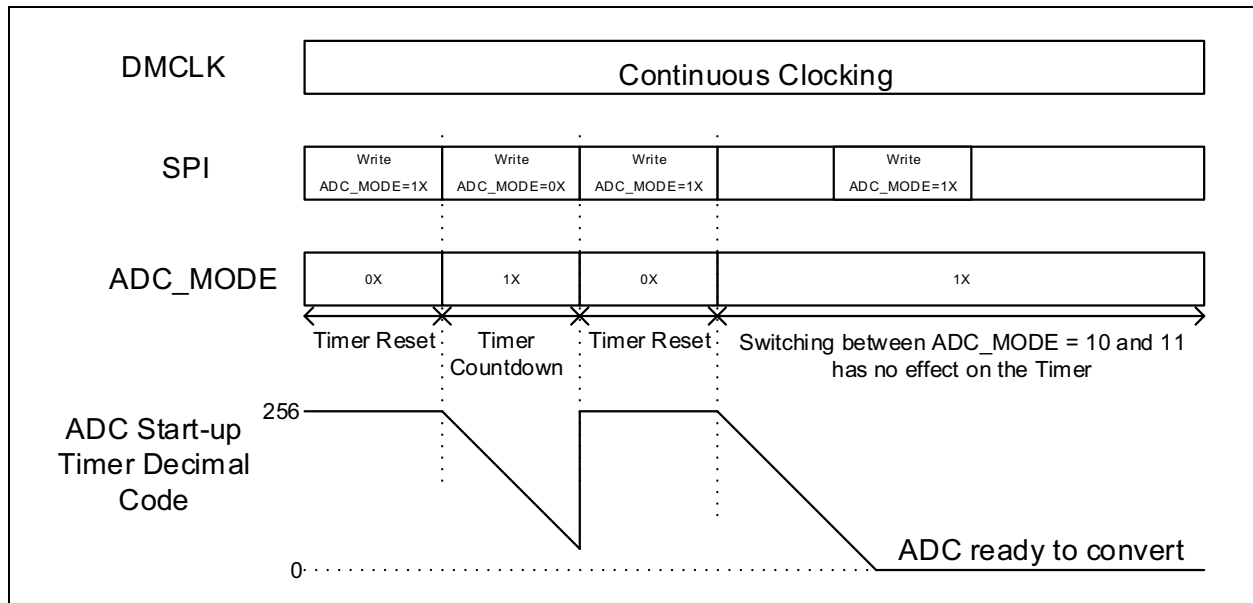 DMCLK
Continuous Clocking
SPI
Write
ADC_MODE=1X
Write
ADC_MODE=0X
Write
ADC_MODE=1X
Write
ADC_MODE=1X
ADC_MODE
0X
1X
0X
1X
Timer Reset
Timer
Countdown
Timer Reset
Switching between ADC_MODE = 10 and 11
has no effect on the Timer
ADC Start-up
Timer Decimal
Code
256
0
ADC ready to convert